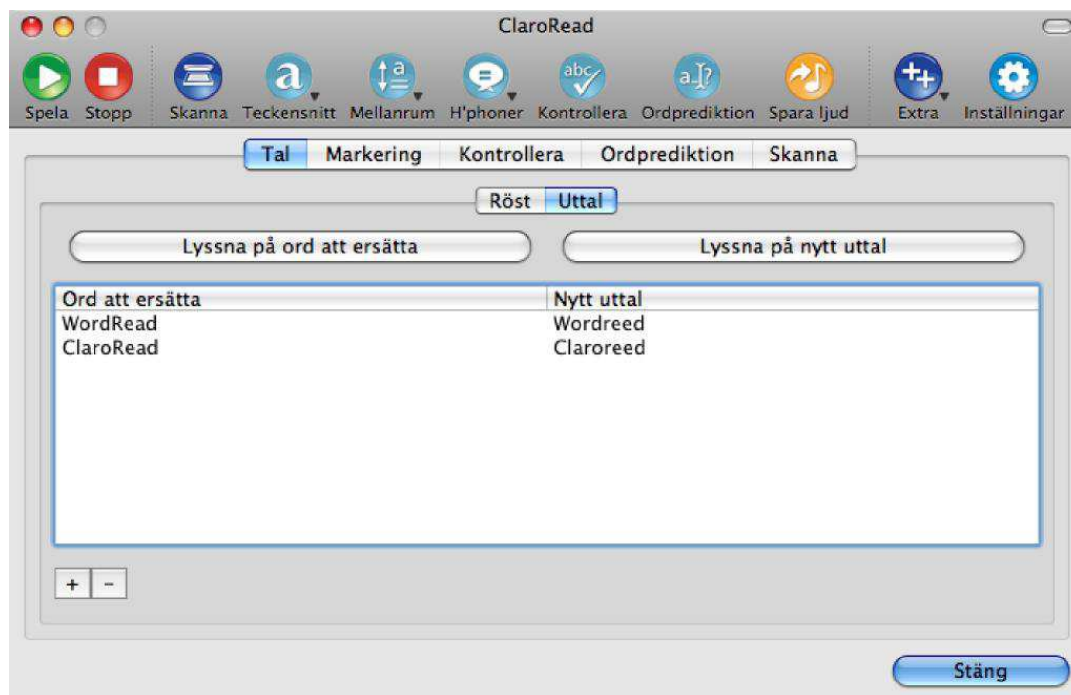 ClaroRead
Spela Stopp Skanna Teckensnitt Mellanrum H'phoner Kontrollera Ordprediktion Spara ljud Extra Inställningar
Tal Markering Kontrollera Ordprediktion Skanna
Röst Uttal
Lyssna på ord att ersätta Lyssna på nytt uttal
Ord att ersätta Nytt uttal
WordRead Wordreed
ClaroRead Claroreed
+ -
Stäng